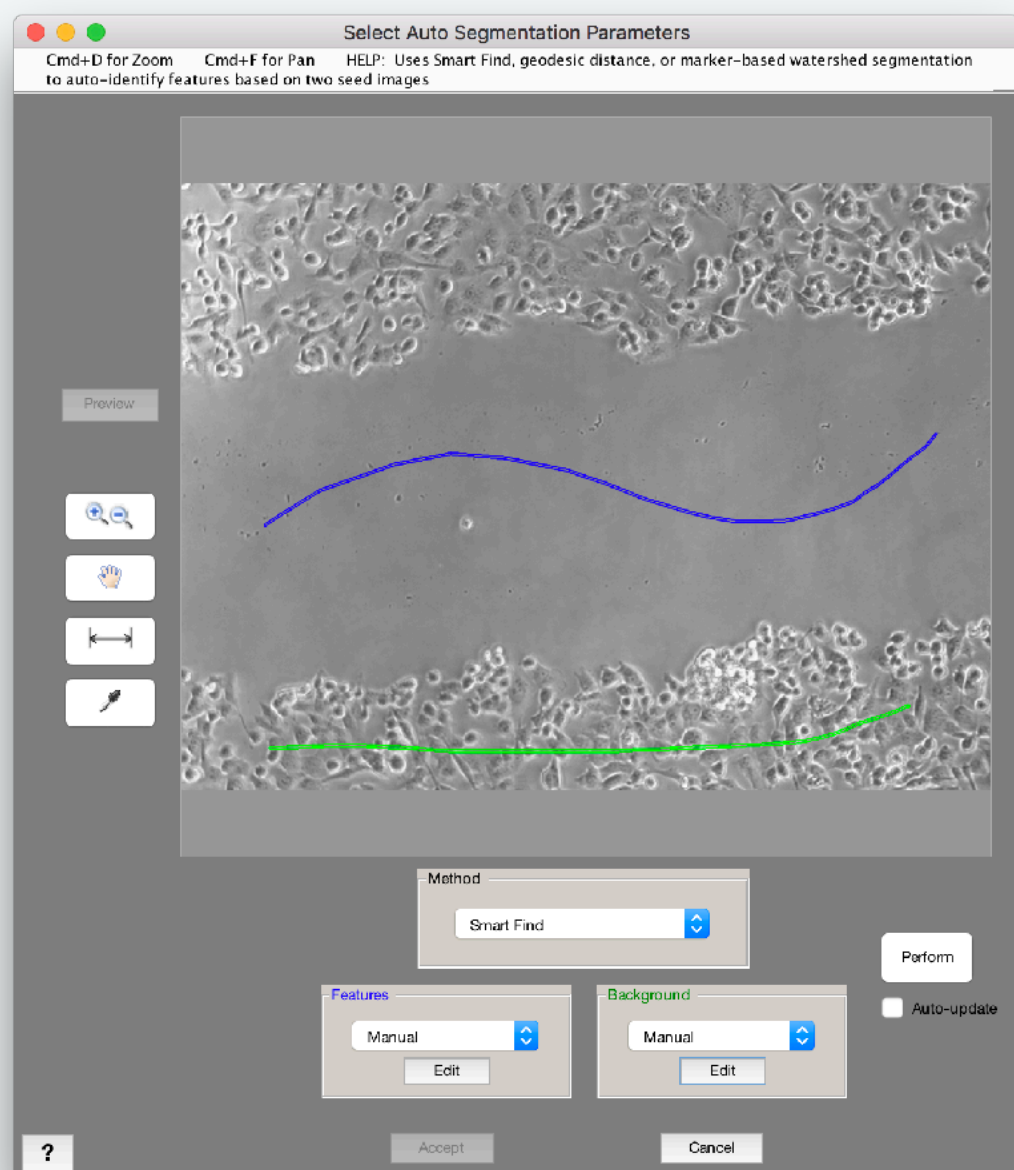 Select Auto Segmentation Parameters
Cmd+D for Zoom Cmd+F for Pan HELP: Uses Smart Find, geodesic distance, or marker-based watershed segmentation
to auto-identify features based on two seed images
Preview
Method
Smart Find
Perform
Features
Background
Auto-update
Manual
Manual
Edit
Edit
?
Accept
Cancel